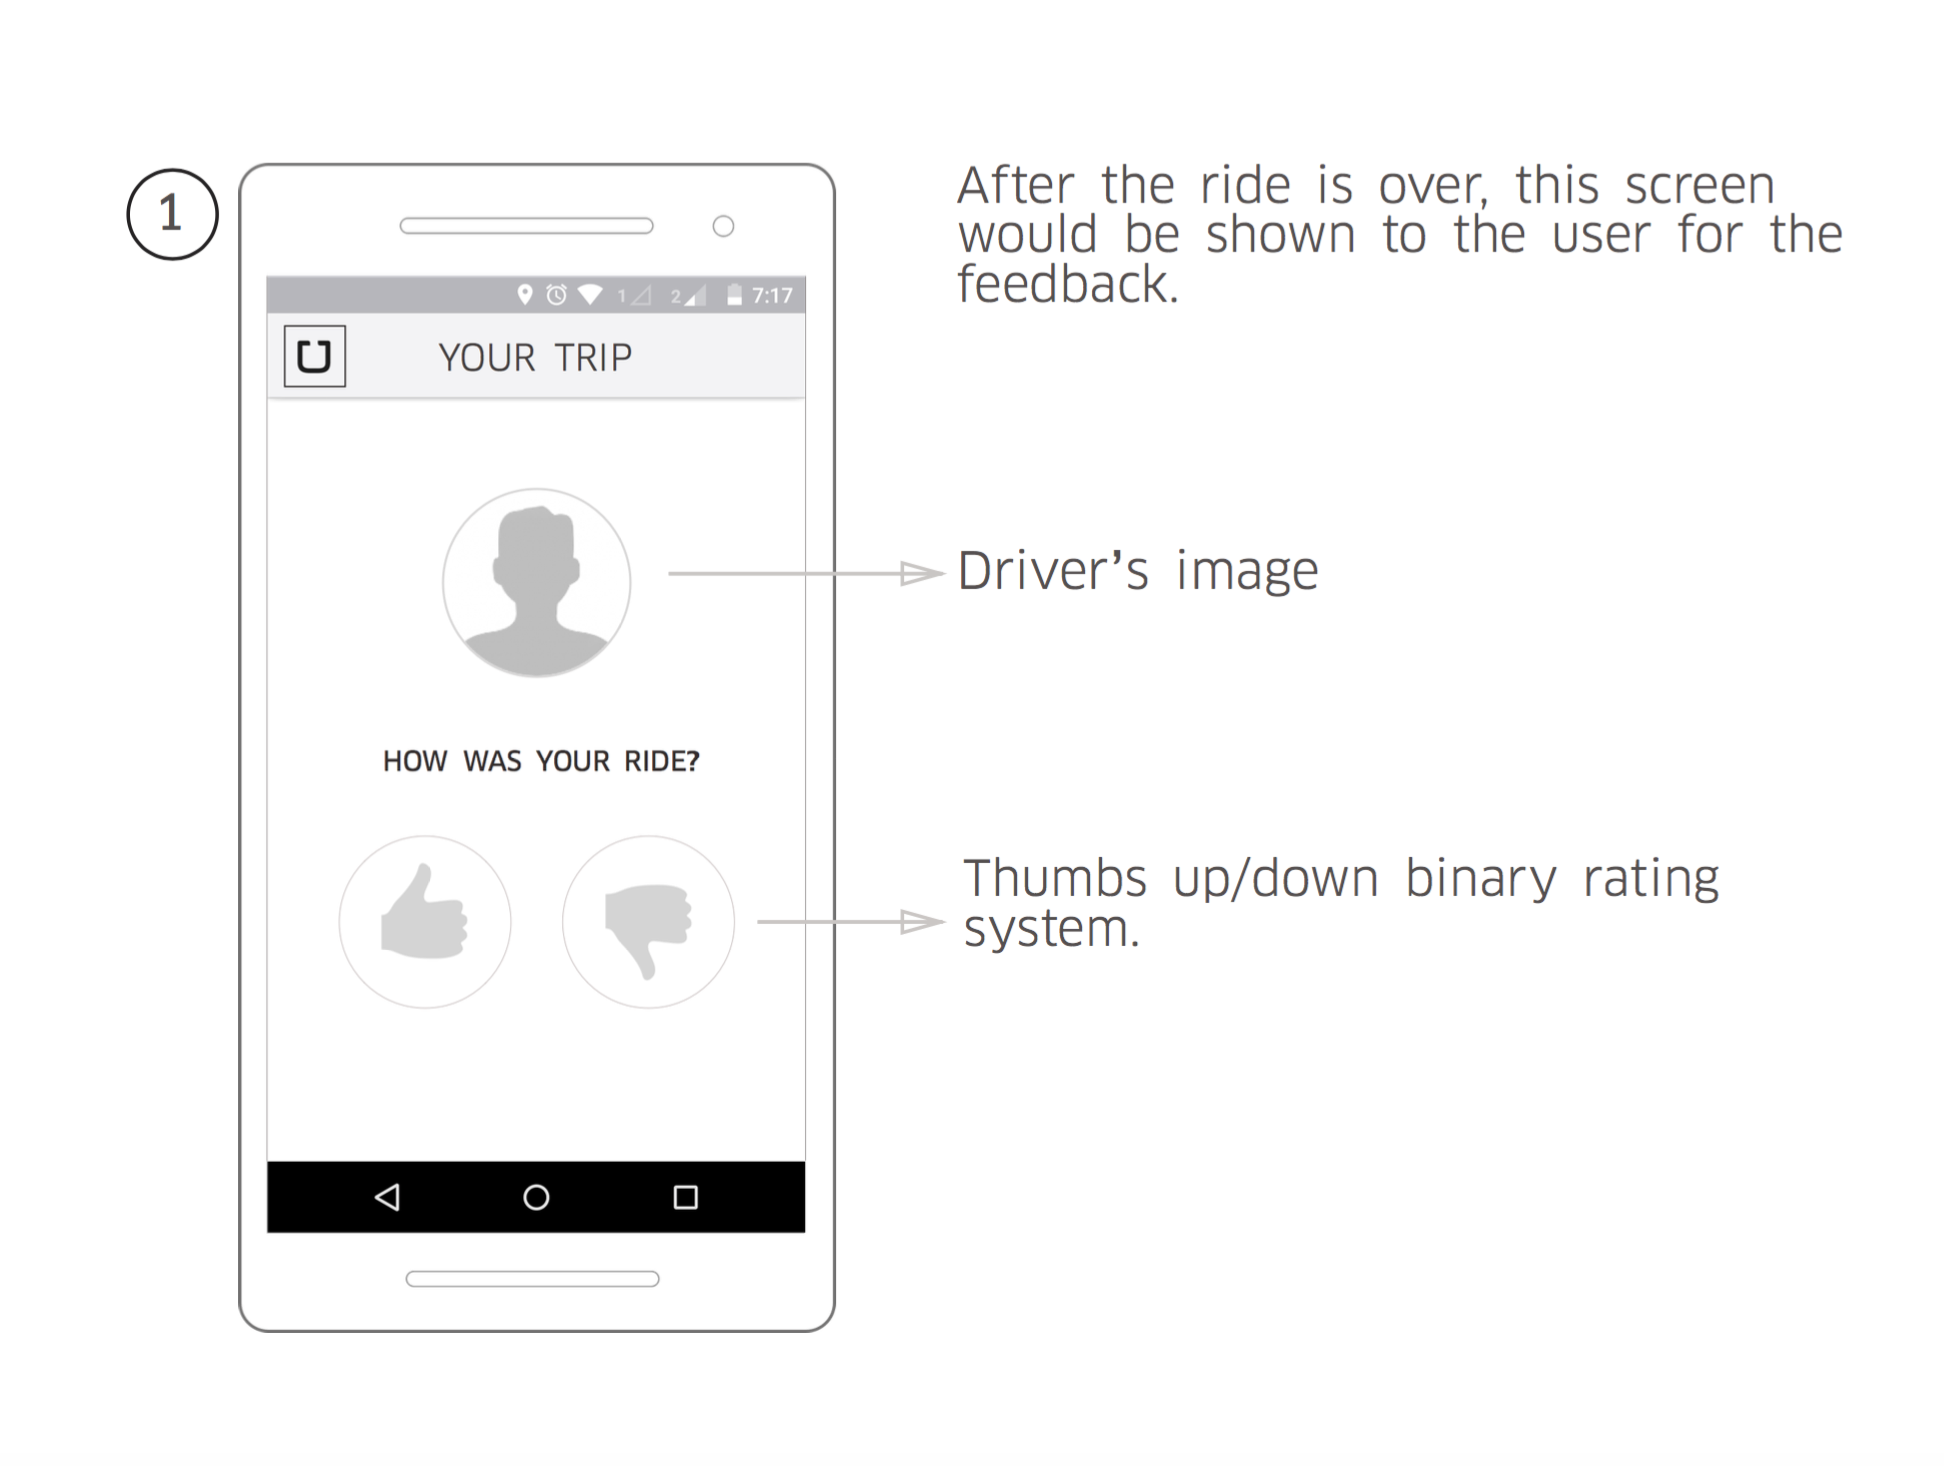 1
After the ride is over, this screen
would be shown to the user for the
feedback.
1 2 7:17
YOUR TRIP
Driver’s image
HOW WAS YOUR RIDE?
Thumbs up/down binary rating
system.